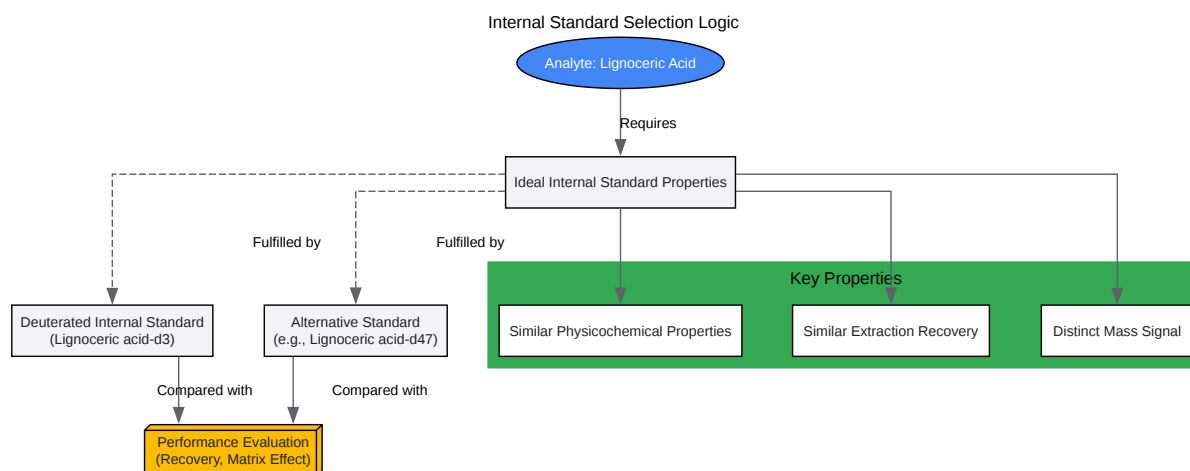 Internal Standard Selection Logic
Analyte: Lignoceric Acid
Requires
Ideal Internal Standard Properties
Fulfilled by
Fulfilled by
Key Properties
Deuterated Internal Standard
(Lignoceric acid-d3)
Alternative Standard
(e.g., Lignoceric acid-d47)
Similar Physicochemical Properties
Similar Extraction Recovery
Distinct Mass Signal
Compared with
Compared with
Performance Evaluation
(Recovery, Matrix Effect)